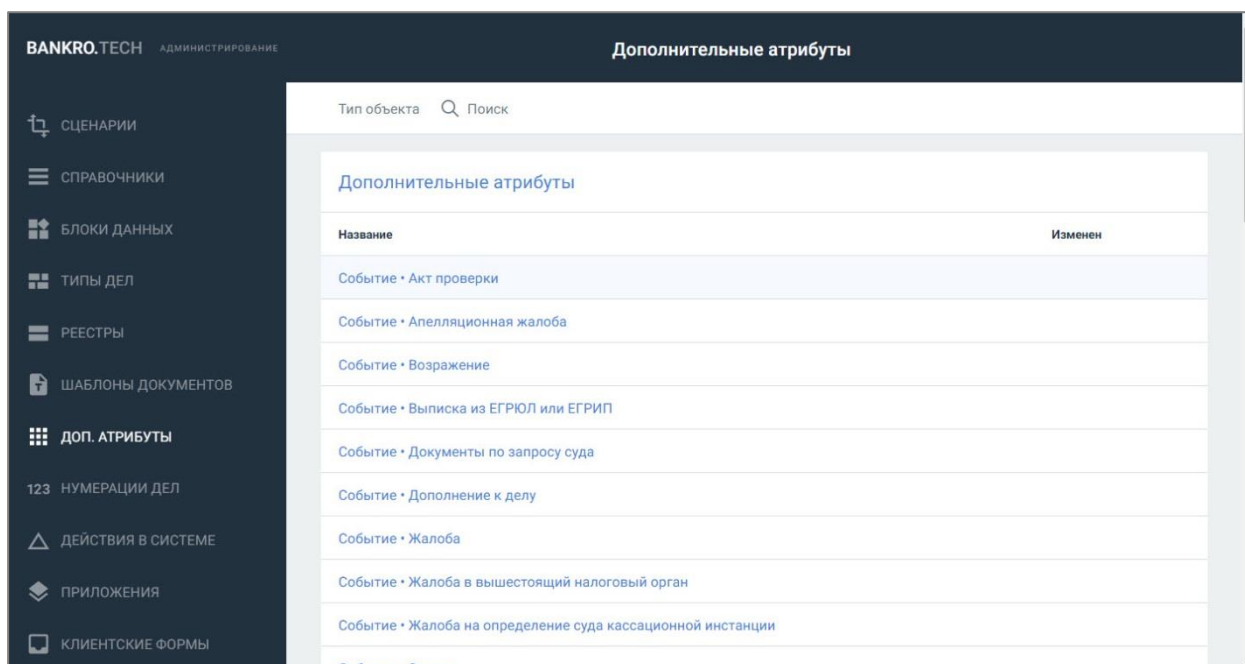 BANKRO.TECH АДМИНИСТРИРОВАНИЕ
Дополнительные атрибуты
Тип объекта Поиск
СЦЕНАРИИ
СПРАВОЧНИКИ
БЛОКИ ДАННЫХ
ТИПЫ ДЕЛ
РЕЕСТРЫ
ШАБЛОНЫ ДОКУМЕНТОВ
ДОП. АТРИБУТЫ
123 НУМЕРАЦИИ ДЕЛ
ДЕЙСТВИЯ В СИСТЕМЕ
ПРИЛОЖЕНИЯ
КЛИЕНТСКИЕ ФОРМЫ
Дополнительные атрибуты
Название Изменен
Событие • Акт проверки
Событие • Апелляционная жалоба
Событие • Возражение
Событие • Выписка из ЕГРЮЛ или ЕГРИП
Событие • Документы по запросу суда
Событие • Дополнение к делу
Событие • Жалоба
Событие • Жалоба в вышестоящий налоговый орган
Событие • Жалоба на определение суда кассационной инстанции